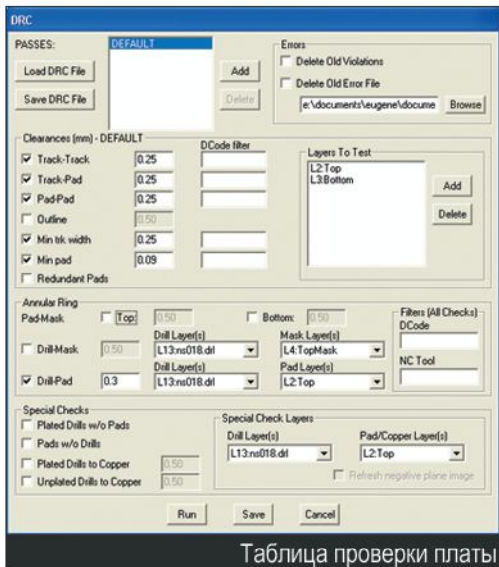 DRC
PASSES:
DEFAULT
Load DRC File
Save DRC File
Add
Delete
Errors
Delete Old Violations
Delete Old Error File
e:\documents\eugene\docume
Browse
Clearances (mm) - DEFAULT
DCode filter
Track-Track 0.25
Track-Pad 0.25
Pad-Pad 0.25
Outline 0.50
Min trk width 0.25
Min pad 0.09
Redundant Pads
Layers To Test
L2:Top
L3:Bottom
Add
Delete
Annular Ring
Pad-Mask Top: 0.50 Bottom: 0.50
Drill Layer(s) Mask Layer(s)
Drill-Mask 0.50 L13:ns018.drl L4:TopMask
Drill Layer(s) Pad Layer(s)
Drill-Pad 0.3 L13:ns018.drl L2:Top
Filters (All Checks)
DCode
NC Tool
Special Checks
Plated Drills w/o Pads
Pads w/o Drills
Plated Drills to Copper 0.50
Unplated Drills to Copper 0.50
Special Check Layers
Drill Layer(s) Pad/Copper Layer(s)
L13:ns018.drl L2:Top
Refresh negative plane image
Run Save Cancel
Таблица проверки платы